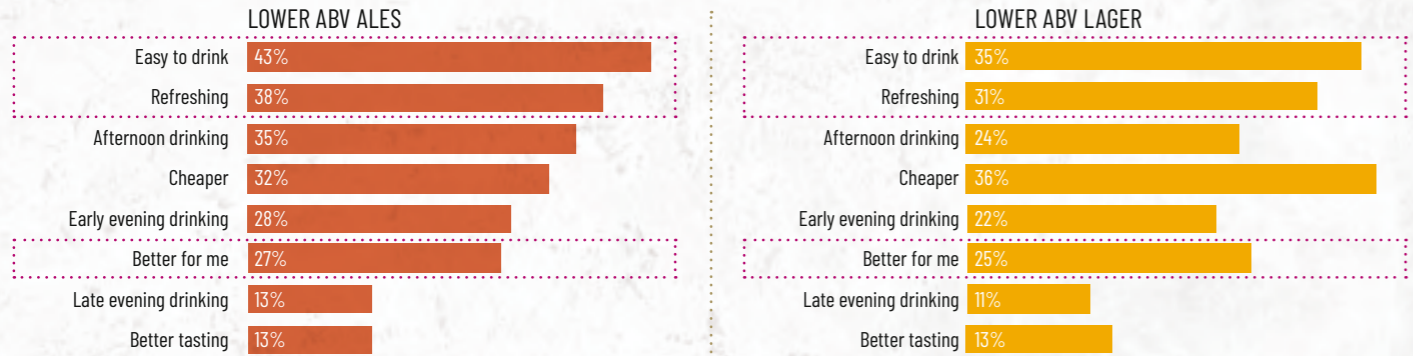 LOWER ABV ALES
Easy to drink 43%
Refreshing 38%
Afternoon drinking 35%
Cheaper 32%
Early evening drinking 28%
Better for me 27%
Late evening drinking 13%
Better tasting 13%
LOWER ABV LAGER
Easy to drink 35%
Refreshing 31%
Afternoon drinking 24%
Cheaper 36%
Early evening drinking 22%
Better for me 25%
Late evening drinking 11%
Better tasting 13%